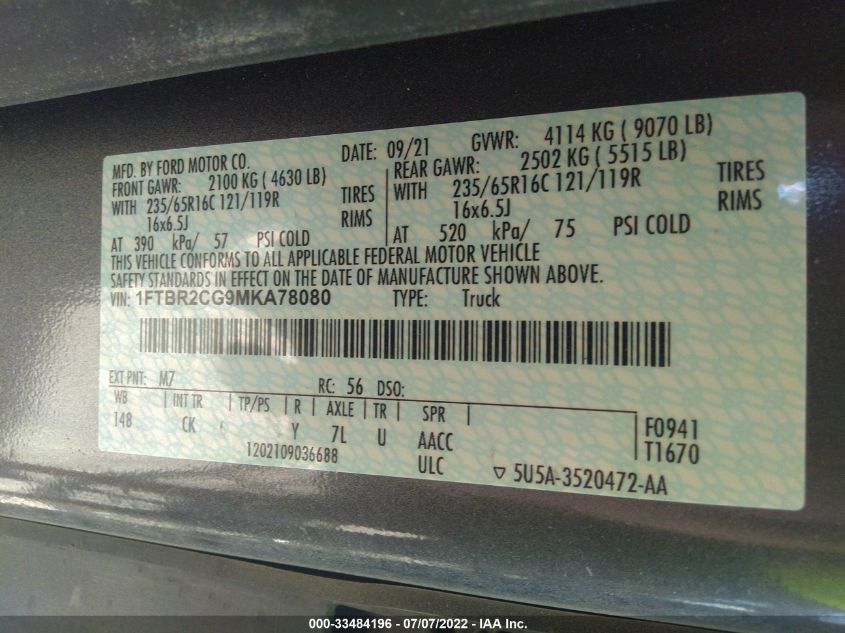 MFD. BY FORD MOTOR CO. DATE: 09/21 GVWR: 4114 KG ( 9070 LB)
FRONT GAWR: 2100 KG ( 4630 LB) REAR GAWR: 2502 KG ( 5515 LB)
WITH 235/65R16C 121/119R TIRES WITH 235/65R16C 121/119R TIRES
16x6.5J RIMS 16x6.5J RIMS
AT 390 kPa/ 57 PSI COLD AT 520 kPa/ 75 PSI COLD
THIS VEHICLE CONFORMS TO ALL APPLICABLE FEDERAL MOTOR VEHICLE
SAFETY STANDARDS IN EFFECT ON THE DATE OF MANUFACTURE SHOWN ABOVE.
VIN: 1FTBR2CG9MKA78080 TYPE: Truck
EXT PNT: M7 RC: 56 DSO:
WB INT TR TP/PS R AXLE TR SPR
148 CK Y 7L U AACC F0941
1202109036688 ULC T1670
▽ 5U5A-3520472-AA
000-33484196 - 07/07/2022 - IAA Inc.